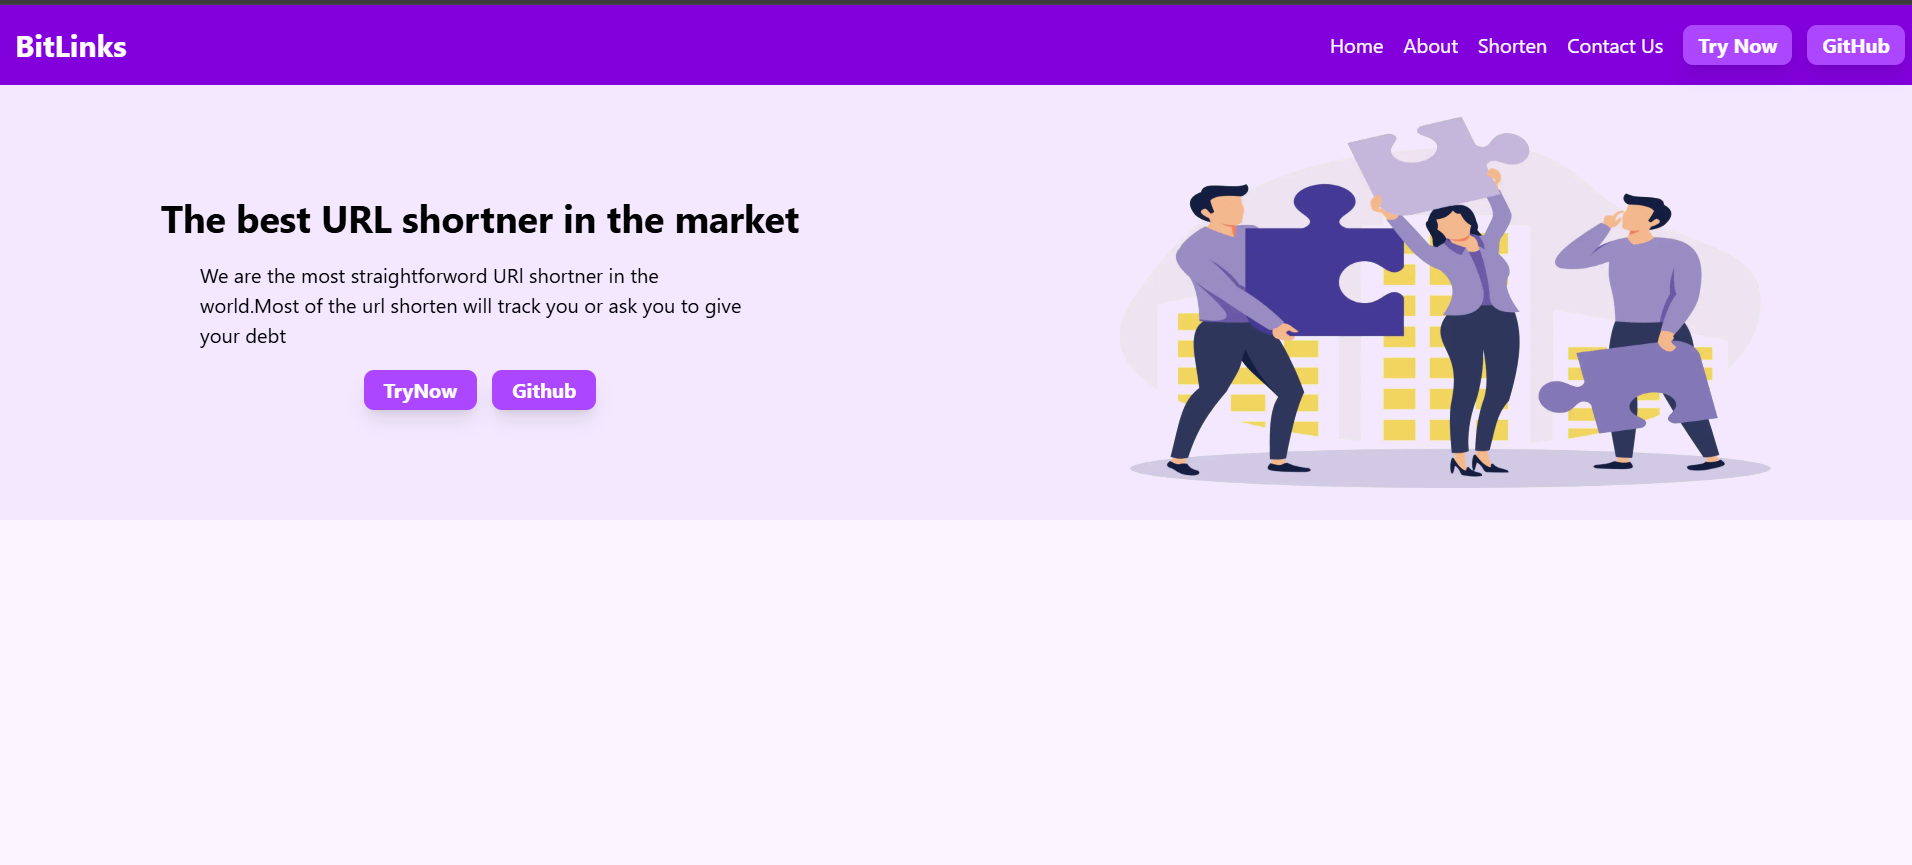 BitLinks
Home About Shorten Contact Us Try Now GitHub
The best URL shortner in the market
We are the most straightforword URl shortner in the
world.Most of the url shorten will track you or ask you to give
your debt
TryNow Github